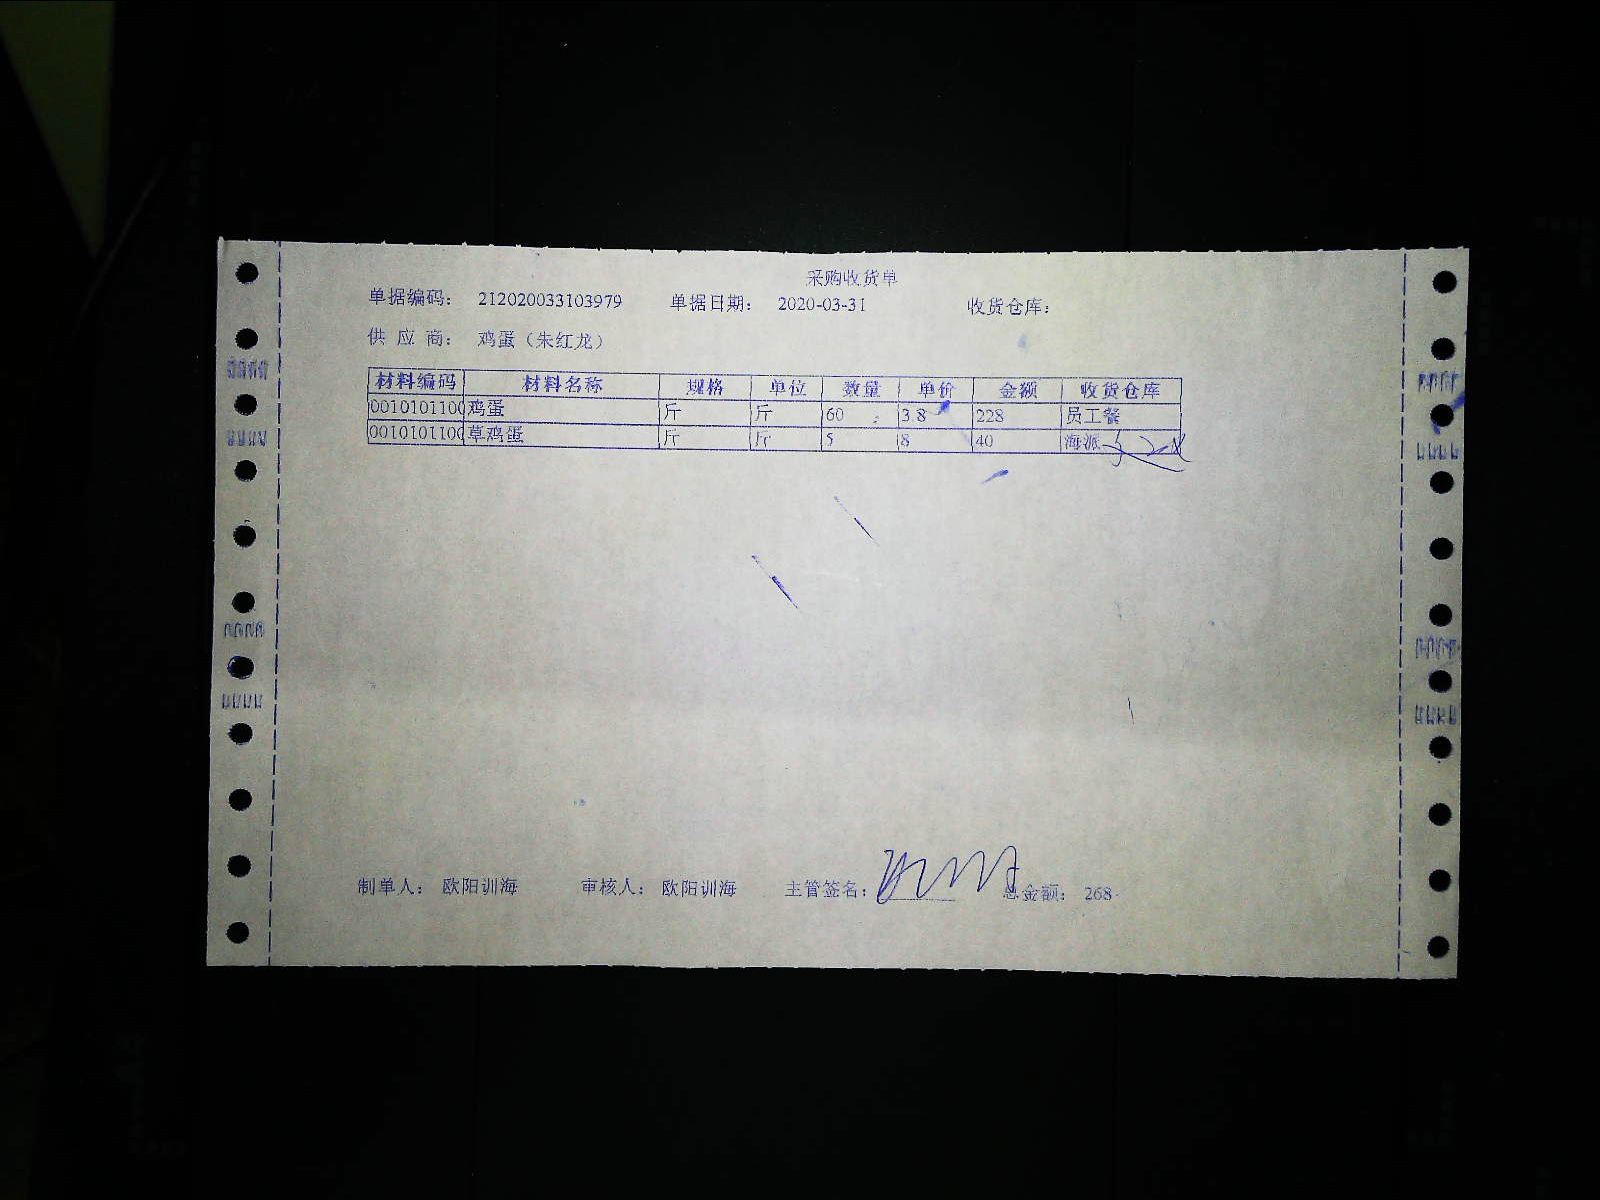 采购收货单
单据编码: 212020033103979 单据日期: 2020-03-31 收货仓库:
供 应 商: 鸡蛋（朱红龙）
材料编码 材料名称 规格 单位 数量 单价 金额 收货仓库
0010101100 鸡蛋 斤 斤 60 3.8 228 员工餐
0010101100 草鸡蛋 斤 斤 5 8 40 海派
制单人: 欧阳训海 审核人: 欧阳训海 主管签名: 总金额: 268